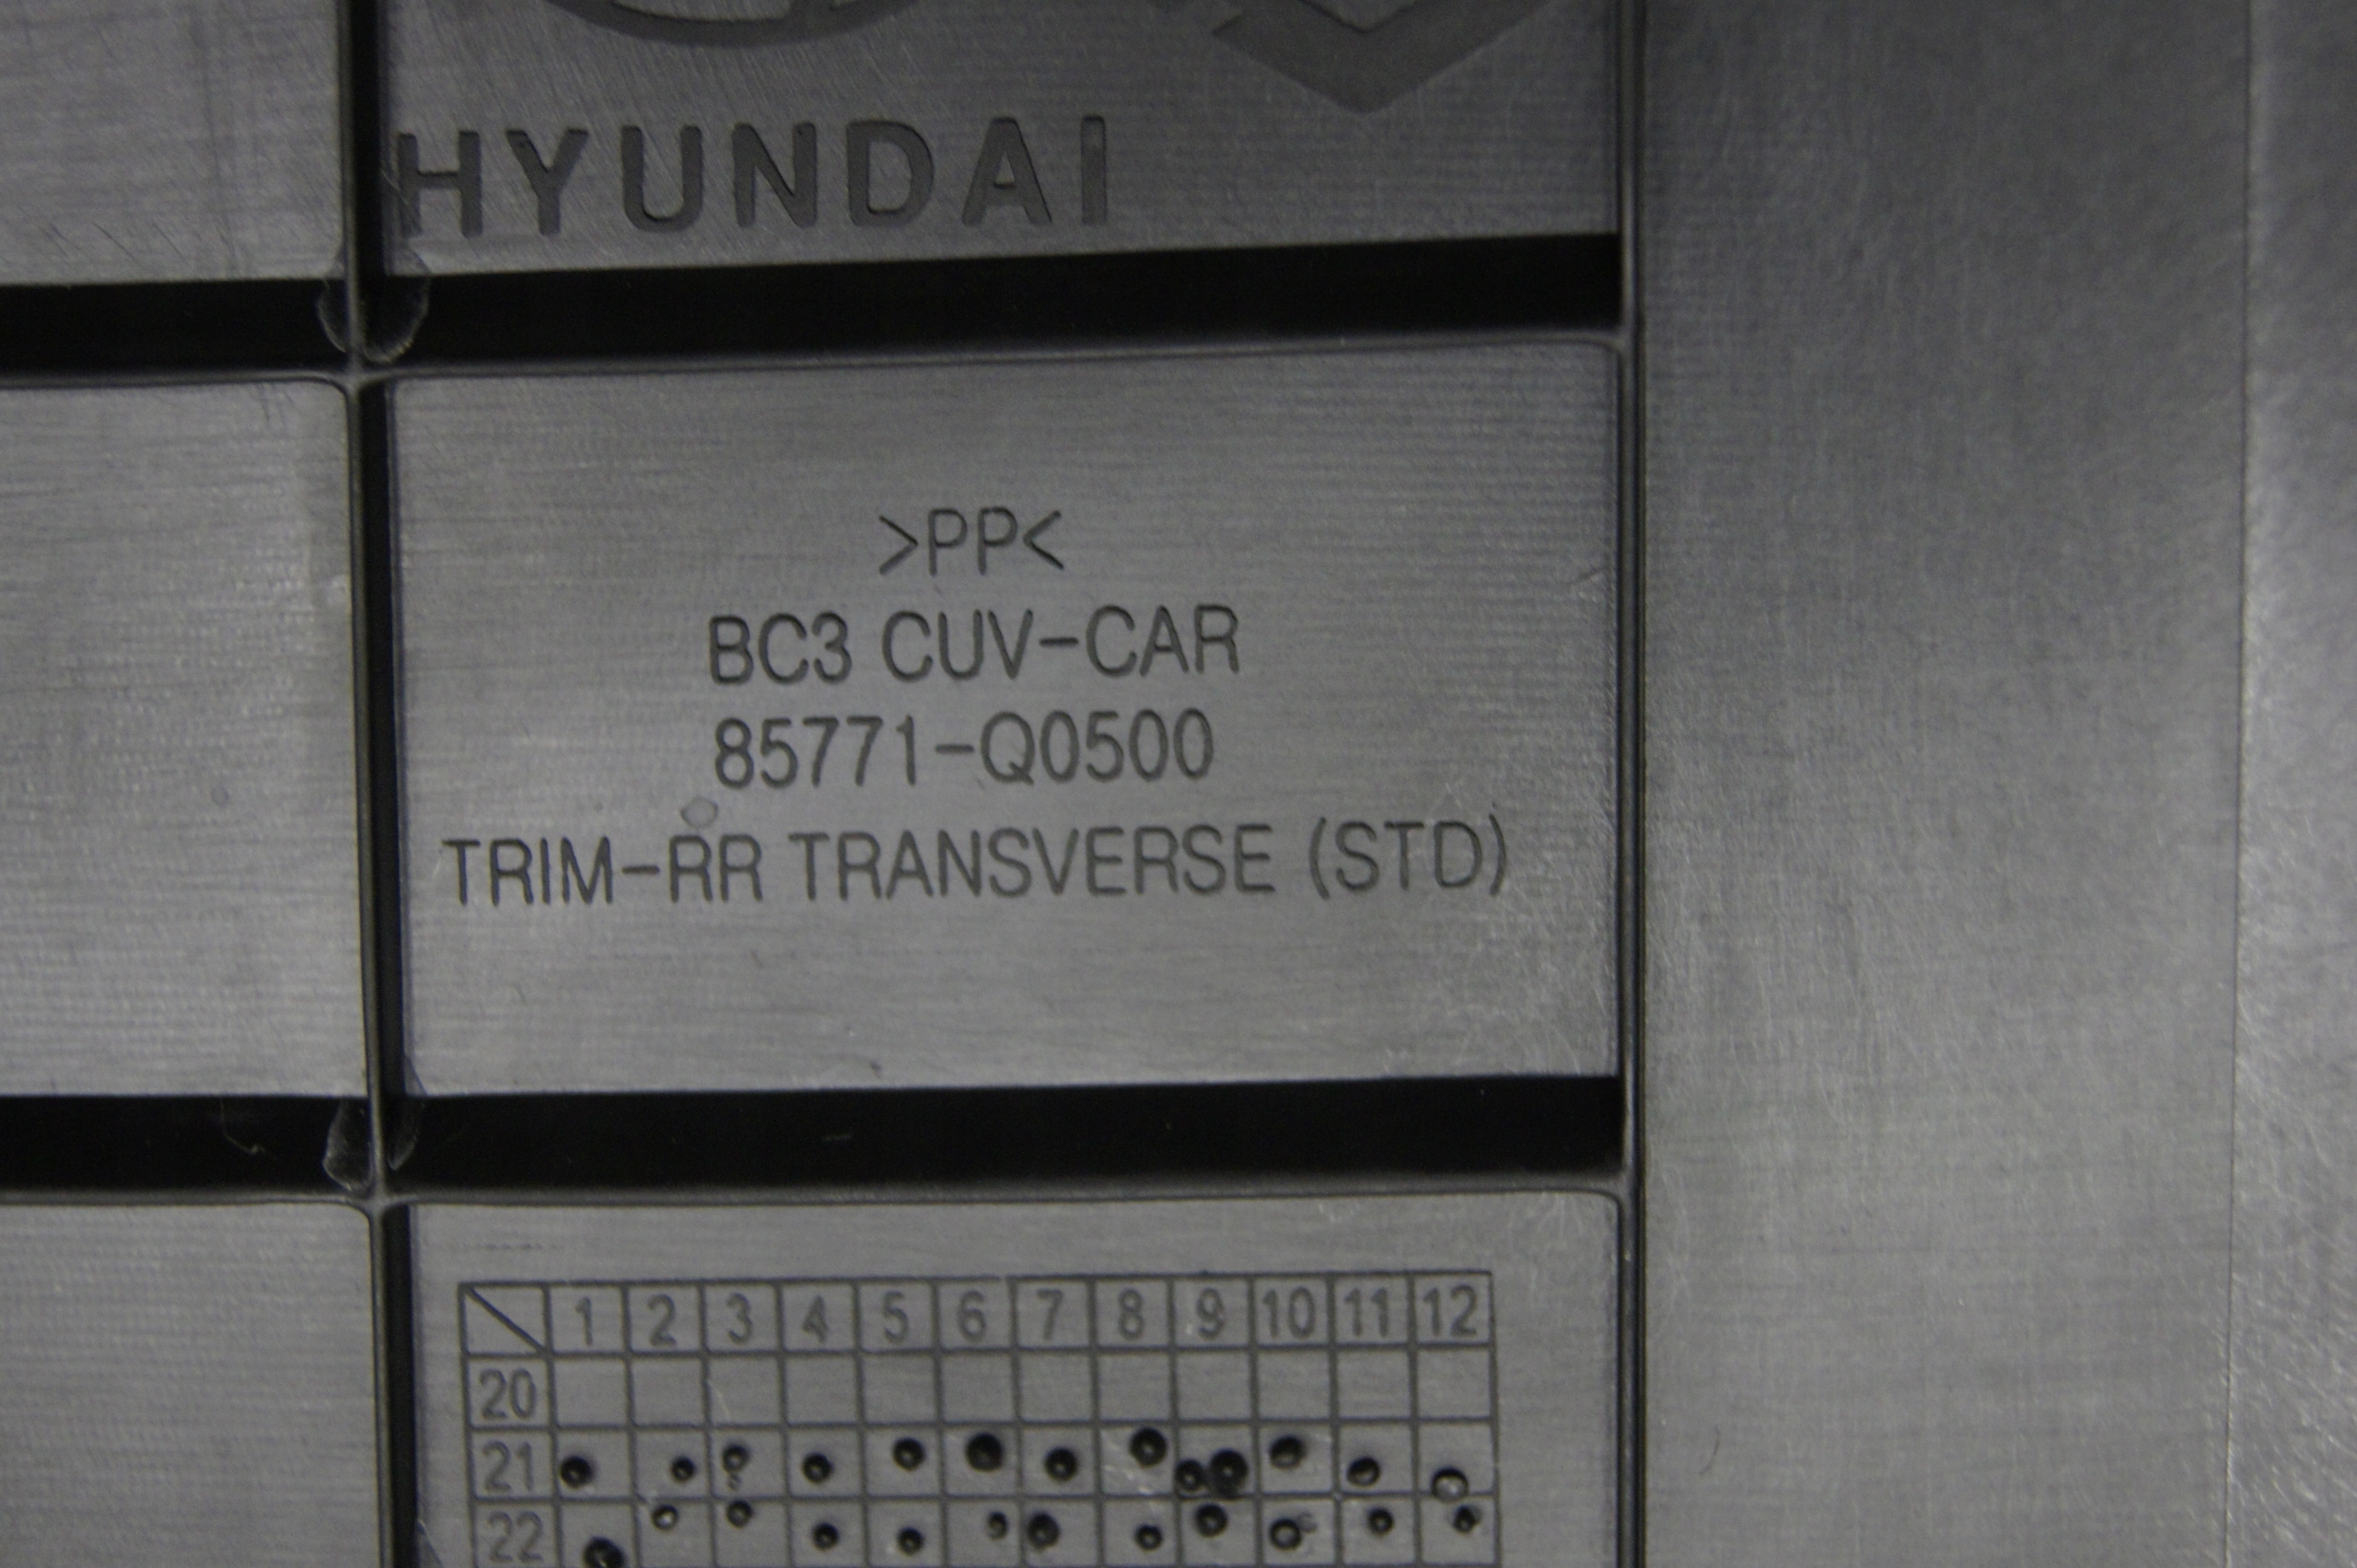 HYUNDAI
>PP<
BC3 CUV-CAR
85771-Q0500
TRIM-RR TRANSVERSE (STD)
1 2 3 4 5 6 7 8 9 10 11 12
20
21
22